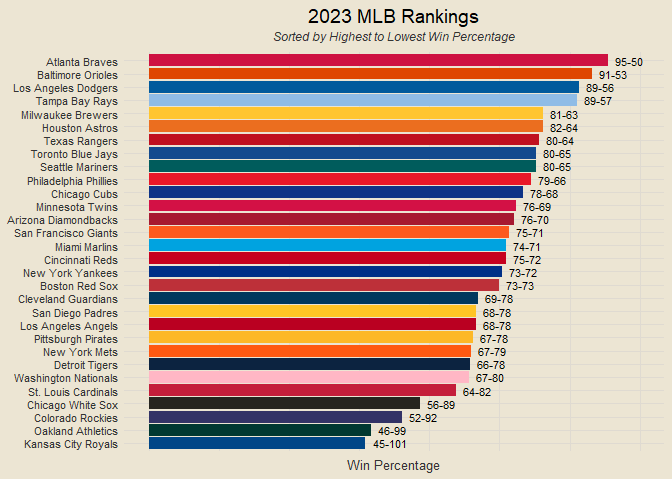 2023 MLB Rankings
Sorted by Highest to Lowest Win Percentage
Atlanta Braves 95-50
Baltimore Orioles 91-53
Los Angeles Dodgers 89-56
Tampa Bay Rays 89-57
Milwaukee Brewers 81-63
Houston Astros 82-64
Texas Rangers 80-64
Toronto Blue Jays 80-65
Seattle Mariners 80-65
Philadelphia Phillies 79-66
Chicago Cubs 78-68
Minnesota Twins 76-69
Arizona Diamondbacks 76-70
San Francisco Giants 75-71
Miami Marlins 74-71
Cincinnati Reds 75-72
New York Yankees 73-72
Boston Red Sox 73-73
Cleveland Guardians 69-78
San Diego Padres 68-78
Los Angeles Angels 68-78
Pittsburgh Pirates 67-78
New York Mets 67-79
Detroit Tigers 66-78
Washington Nationals 67-80
St. Louis Cardinals 64-82
Chicago White Sox 56-89
Colorado Rockies 52-92
Oakland Athletics 46-99
Kansas City Royals 45-101
Win Percentage